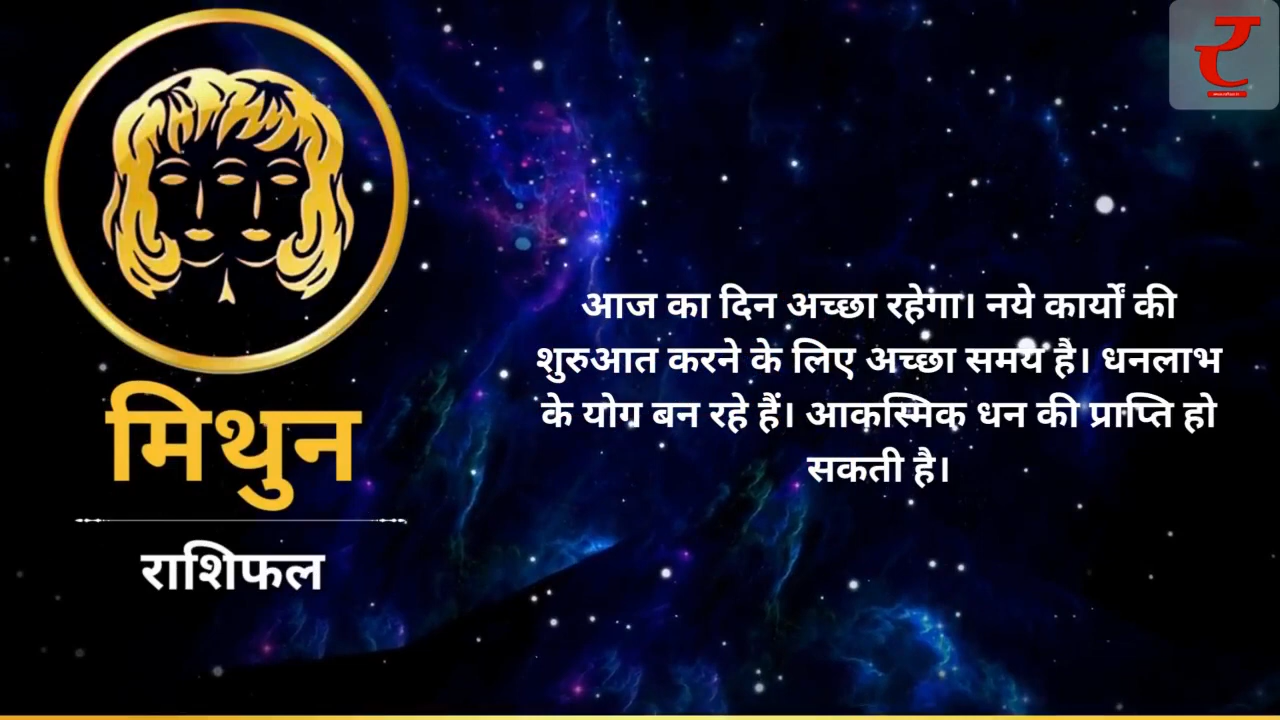 मिथुन
राशिफल
आज का दिन अच्छा रहेगा। नये कार्यों की
शुरुआत करने के लिए अच्छा समय है। धनलाभ
के योग बन रहे हैं। आकस्मिक धन की प्राप्ति हो
सकती है।